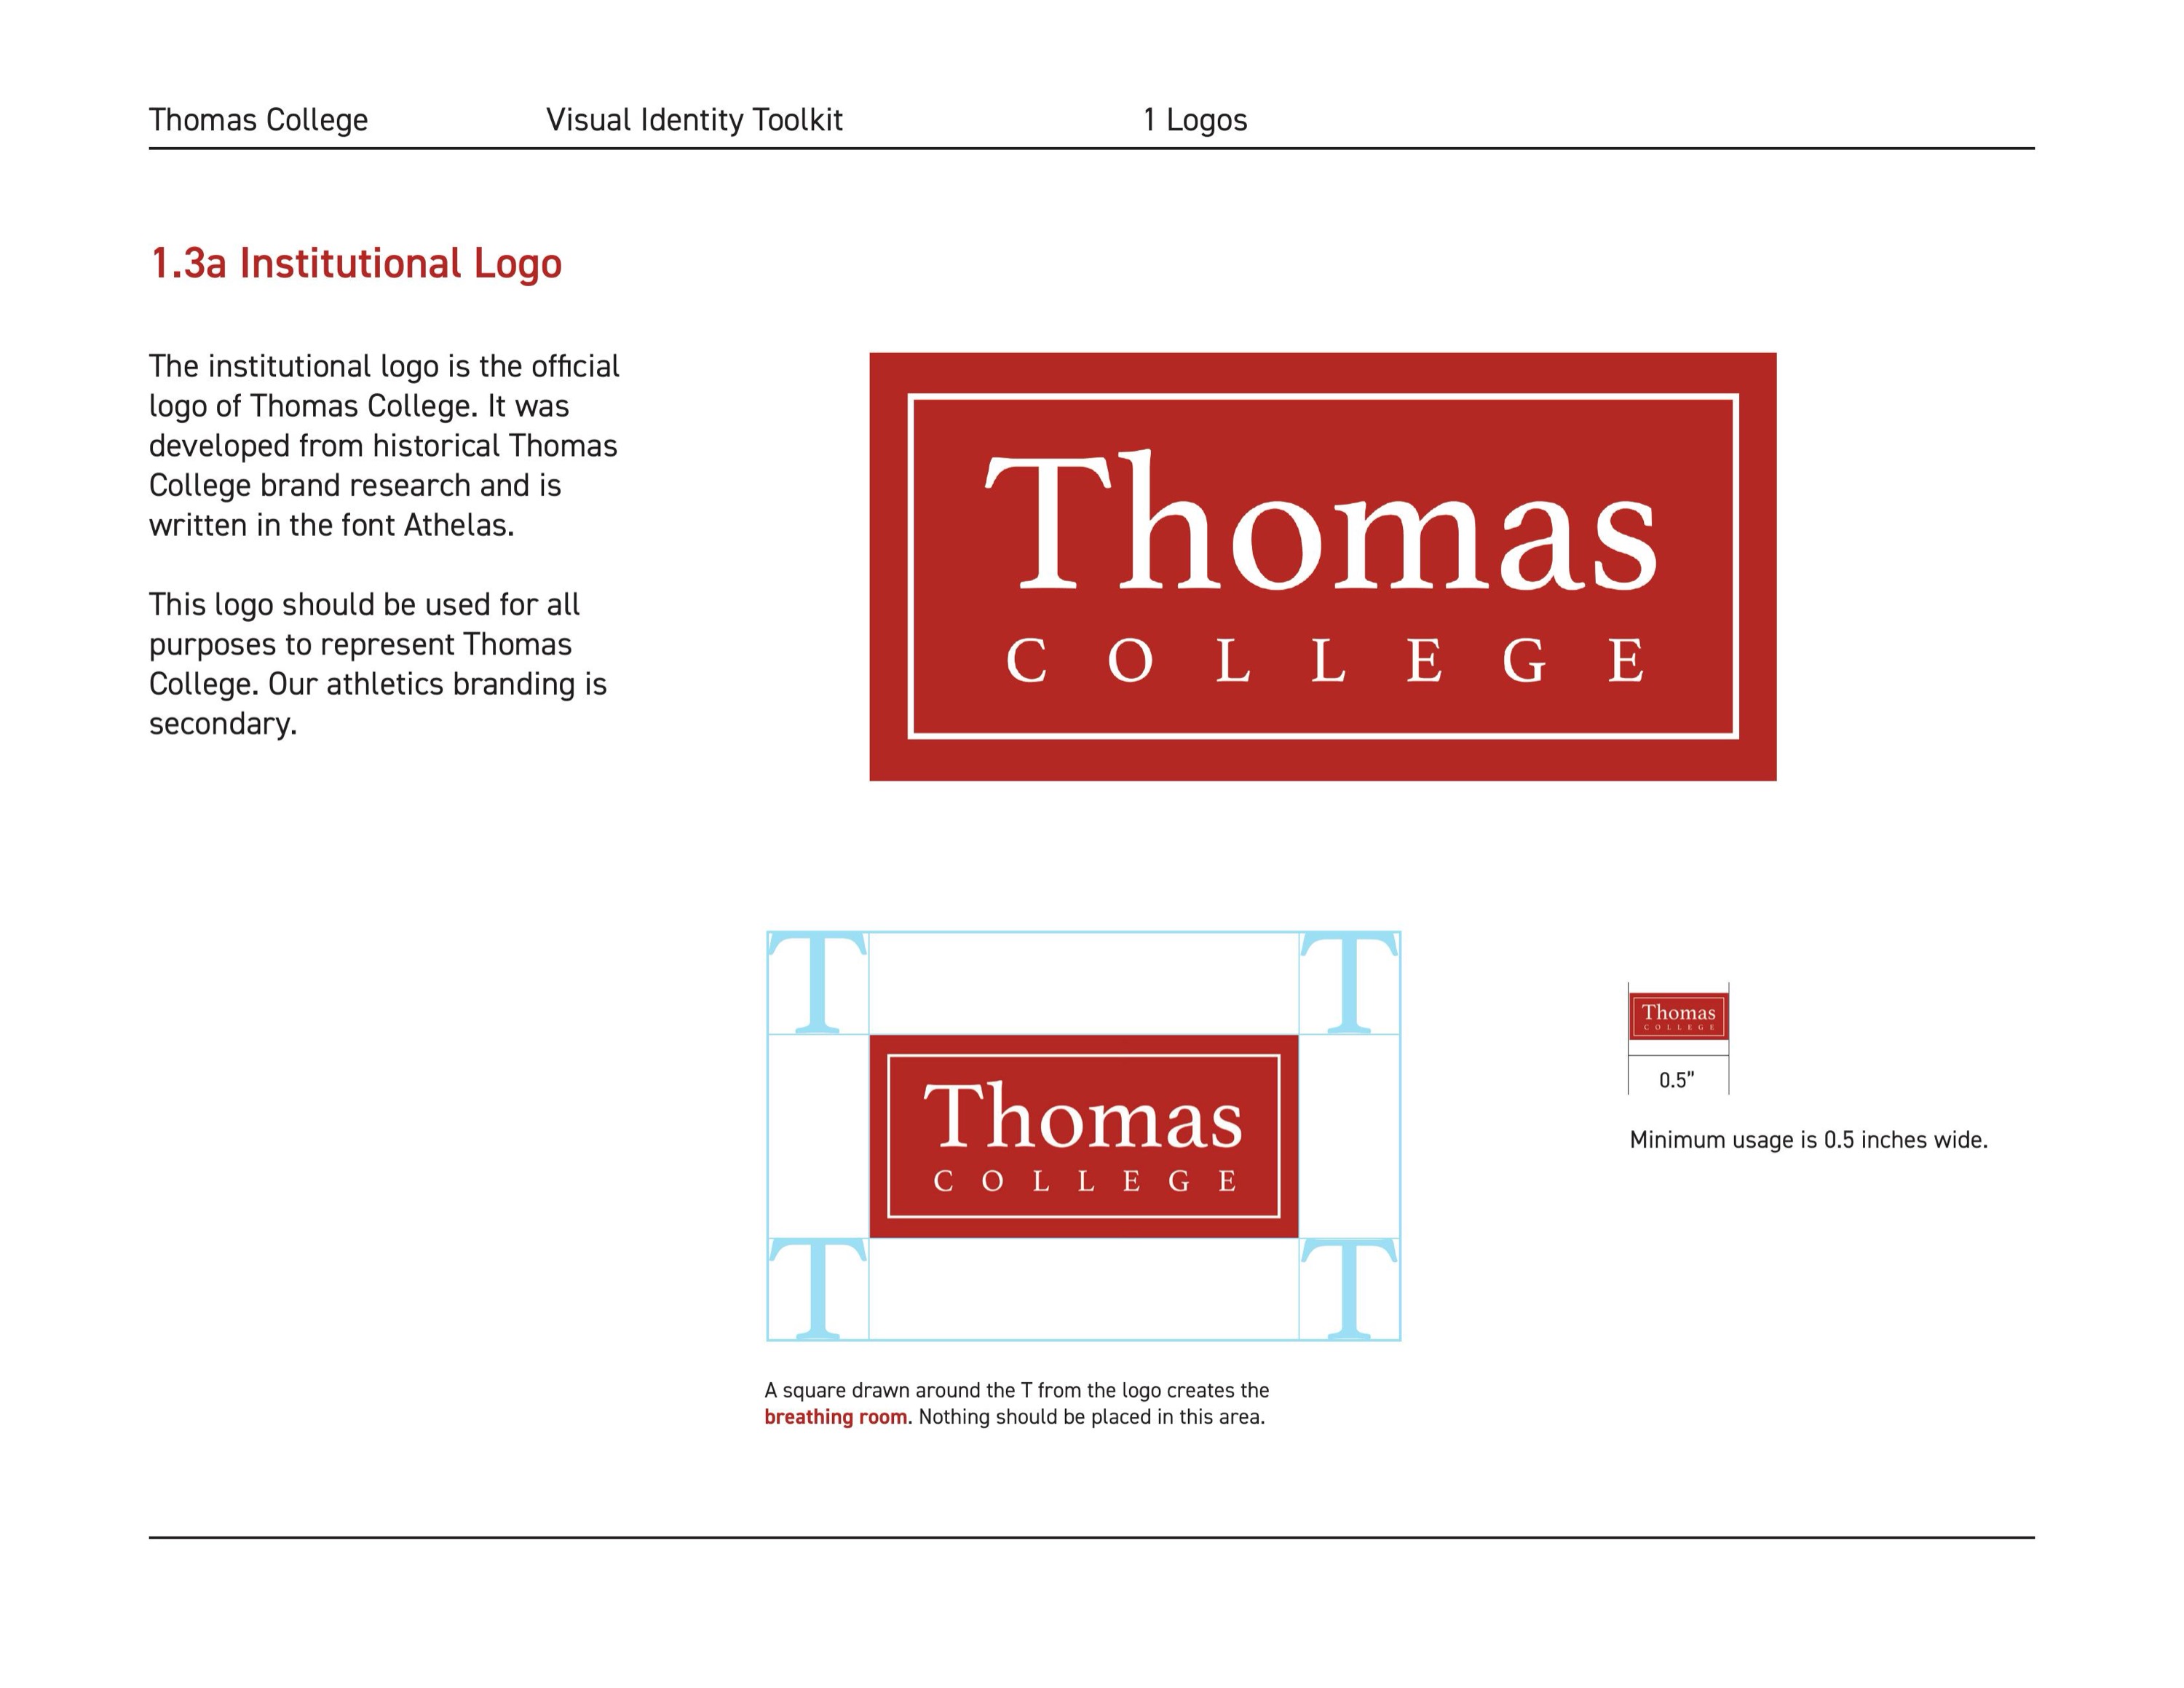 Thomas College Visual Identity Toolkit 1 Logos
1.3a Institutional Logo
The institutional logo is the official
logo of Thomas College. It was
developed from historical Thomas
College brand research and is
written in the font Athelas.
This logo should be used for all
purposes to represent Thomas
College. Our athletics branding is
secondary.
Thomas
COLLEGE
T T
Thomas
COLLEGE
T T
A square drawn around the T from the logo creates the
breathing room. Nothing should be placed in this area.
Thomas
COLLEGE
0.5”
Minimum usage is 0.5 inches wide.